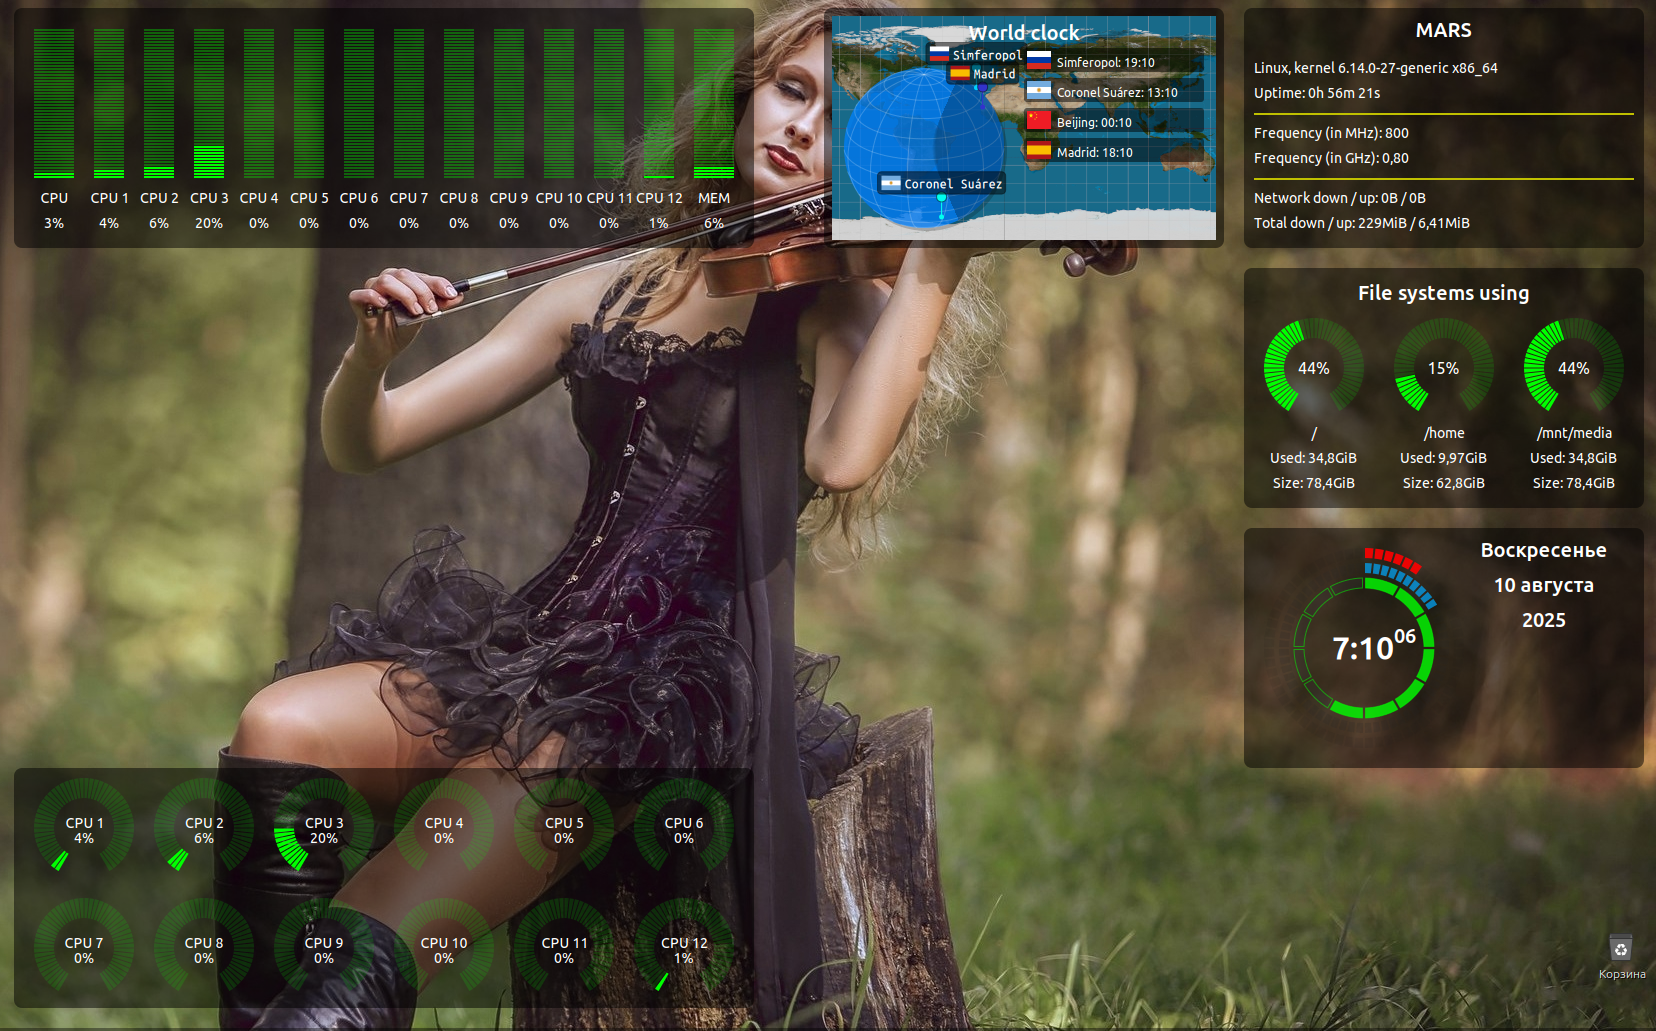 CPU CPU 1 CPU 2 CPU 3 CPU 4 CPU 5 CPU 6 CPU 7 CPU 8 CPU 9 CPU 10 CPU 11 CPU 12 MEM
3% 4% 6% 20% 0% 0% 0% 0% 0% 0% 0% 0% 1% 6%
World clock
Simferopol
Madrid
Coronel Suárez
Simferopol: 19:10
Coronel Suárez: 13:10
Beijing: 00:10
Madrid: 18:10
MARS
Linux, kernel 6.14.0-27-generic x86_64
Uptime: 0h 56m 21s
Frequency (in MHz): 800
Frequency (in GHz): 0,80
Network down / up: 0B / 0B
Total down / up: 229MiB / 6,41MiB
File systems using
44% 15% 44%
/ /home /mnt/media
Used: 34,8GiB Used: 9,97GiB Used: 34,8GiB
Size: 78,4GiB Size: 62,8GiB Size: 78,4GiB
7:10 06
Воскресенье
10 августа
2025
CPU 1 CPU 2 CPU 3 CPU 4 CPU 5 CPU 6
4% 6% 20% 0% 0% 0%
CPU 7 CPU 8 CPU 9 CPU 10 CPU 11 CPU 12
0% 0% 0% 0% 0% 1%
Корзина